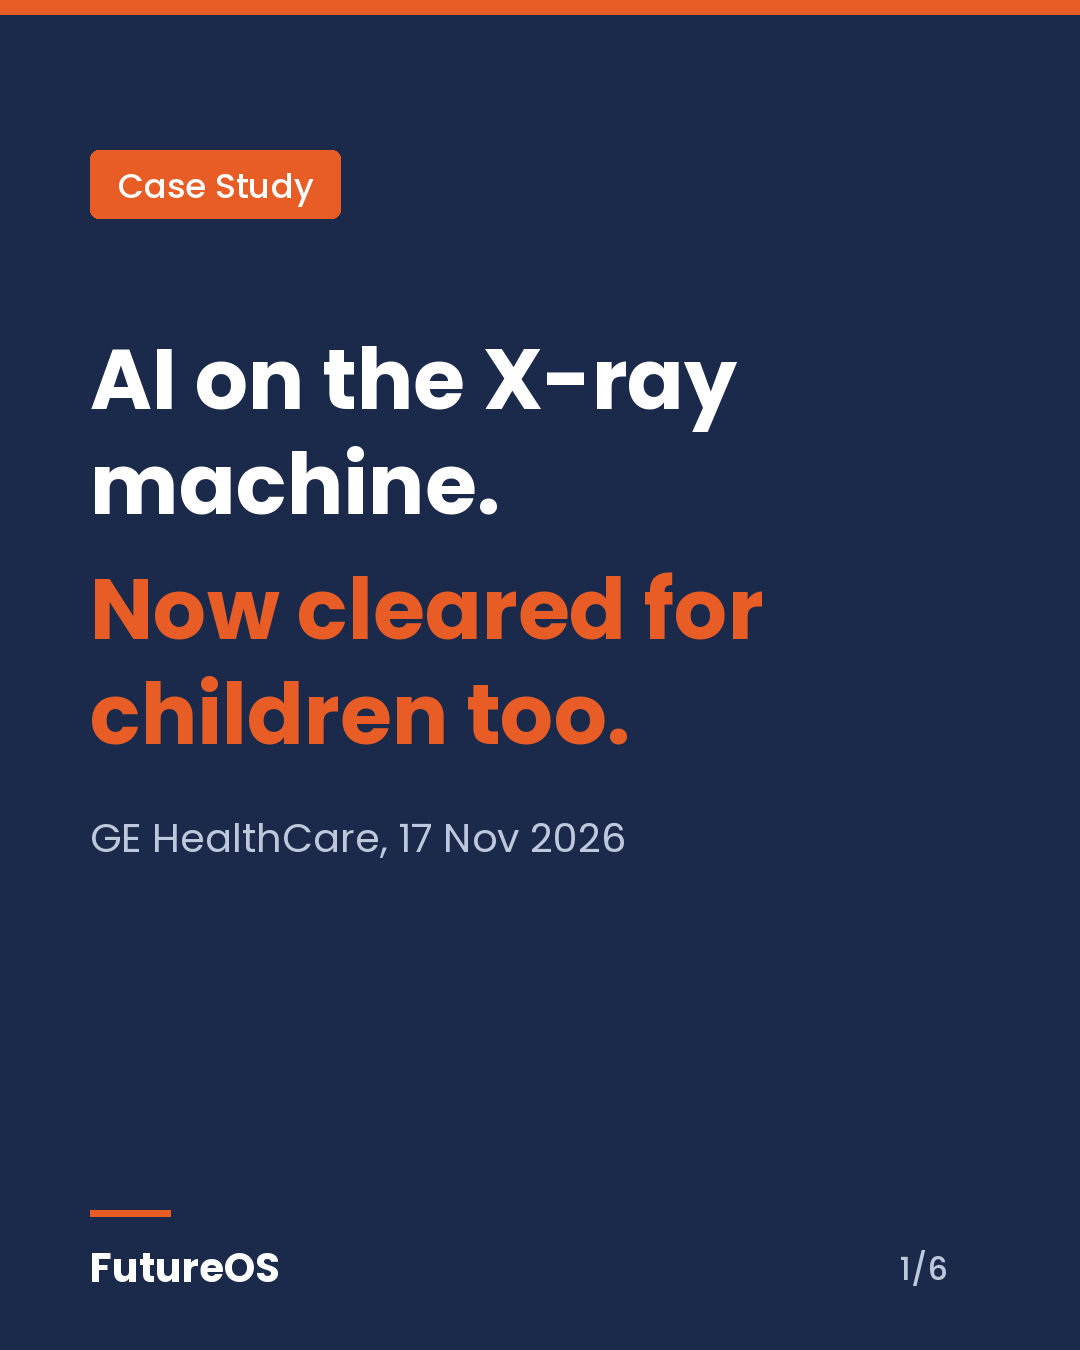 Case Study
AI on the X-ray
machine.
Now cleared for
children too.
GE HealthCare, 17 Nov 2026
FutureOS
1/6